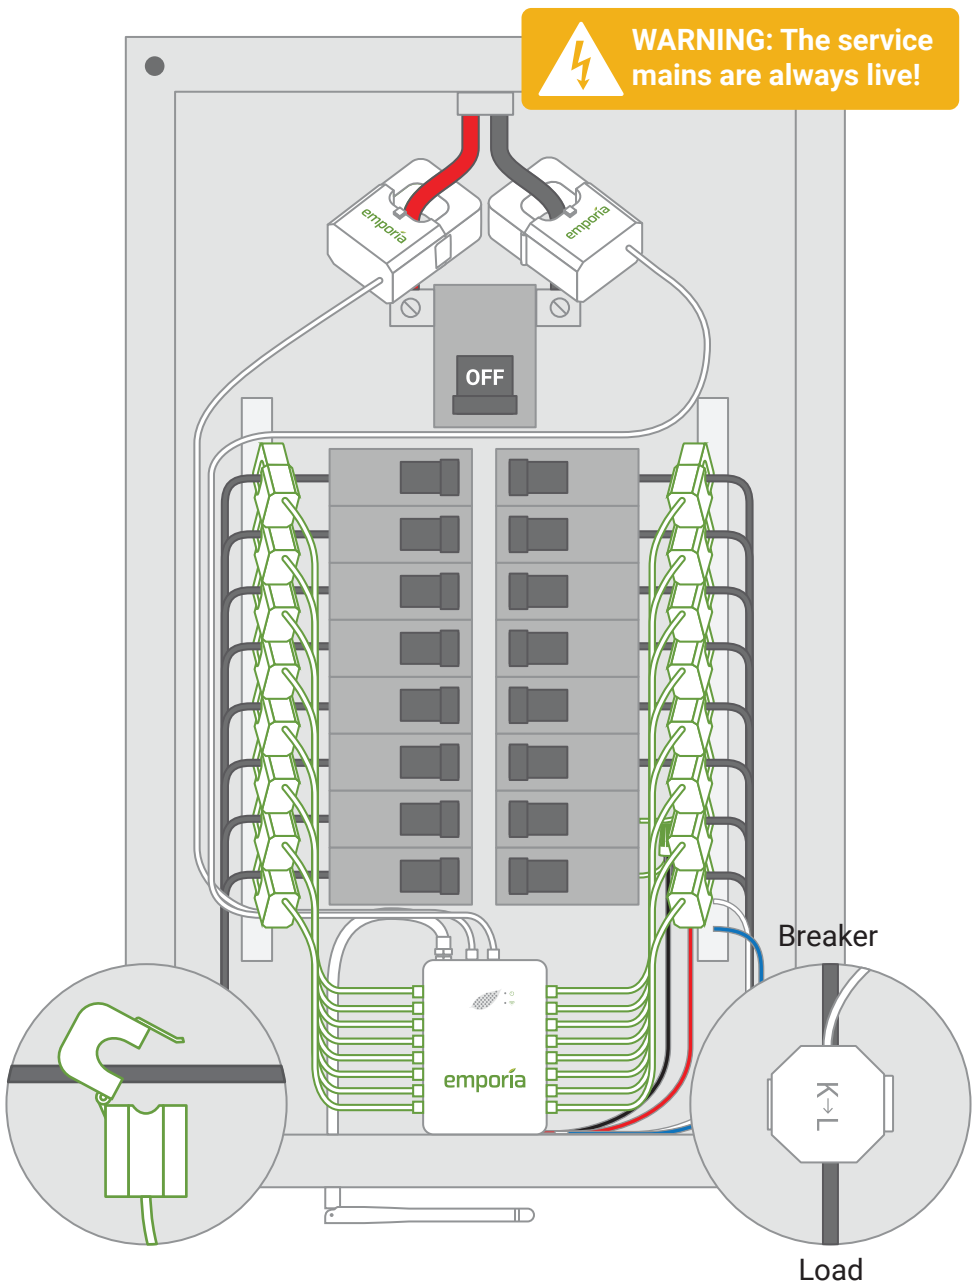 WARNING: The service
mains are always live!
emporia
emporia
OFF
Breaker
emporia
K→L
Load